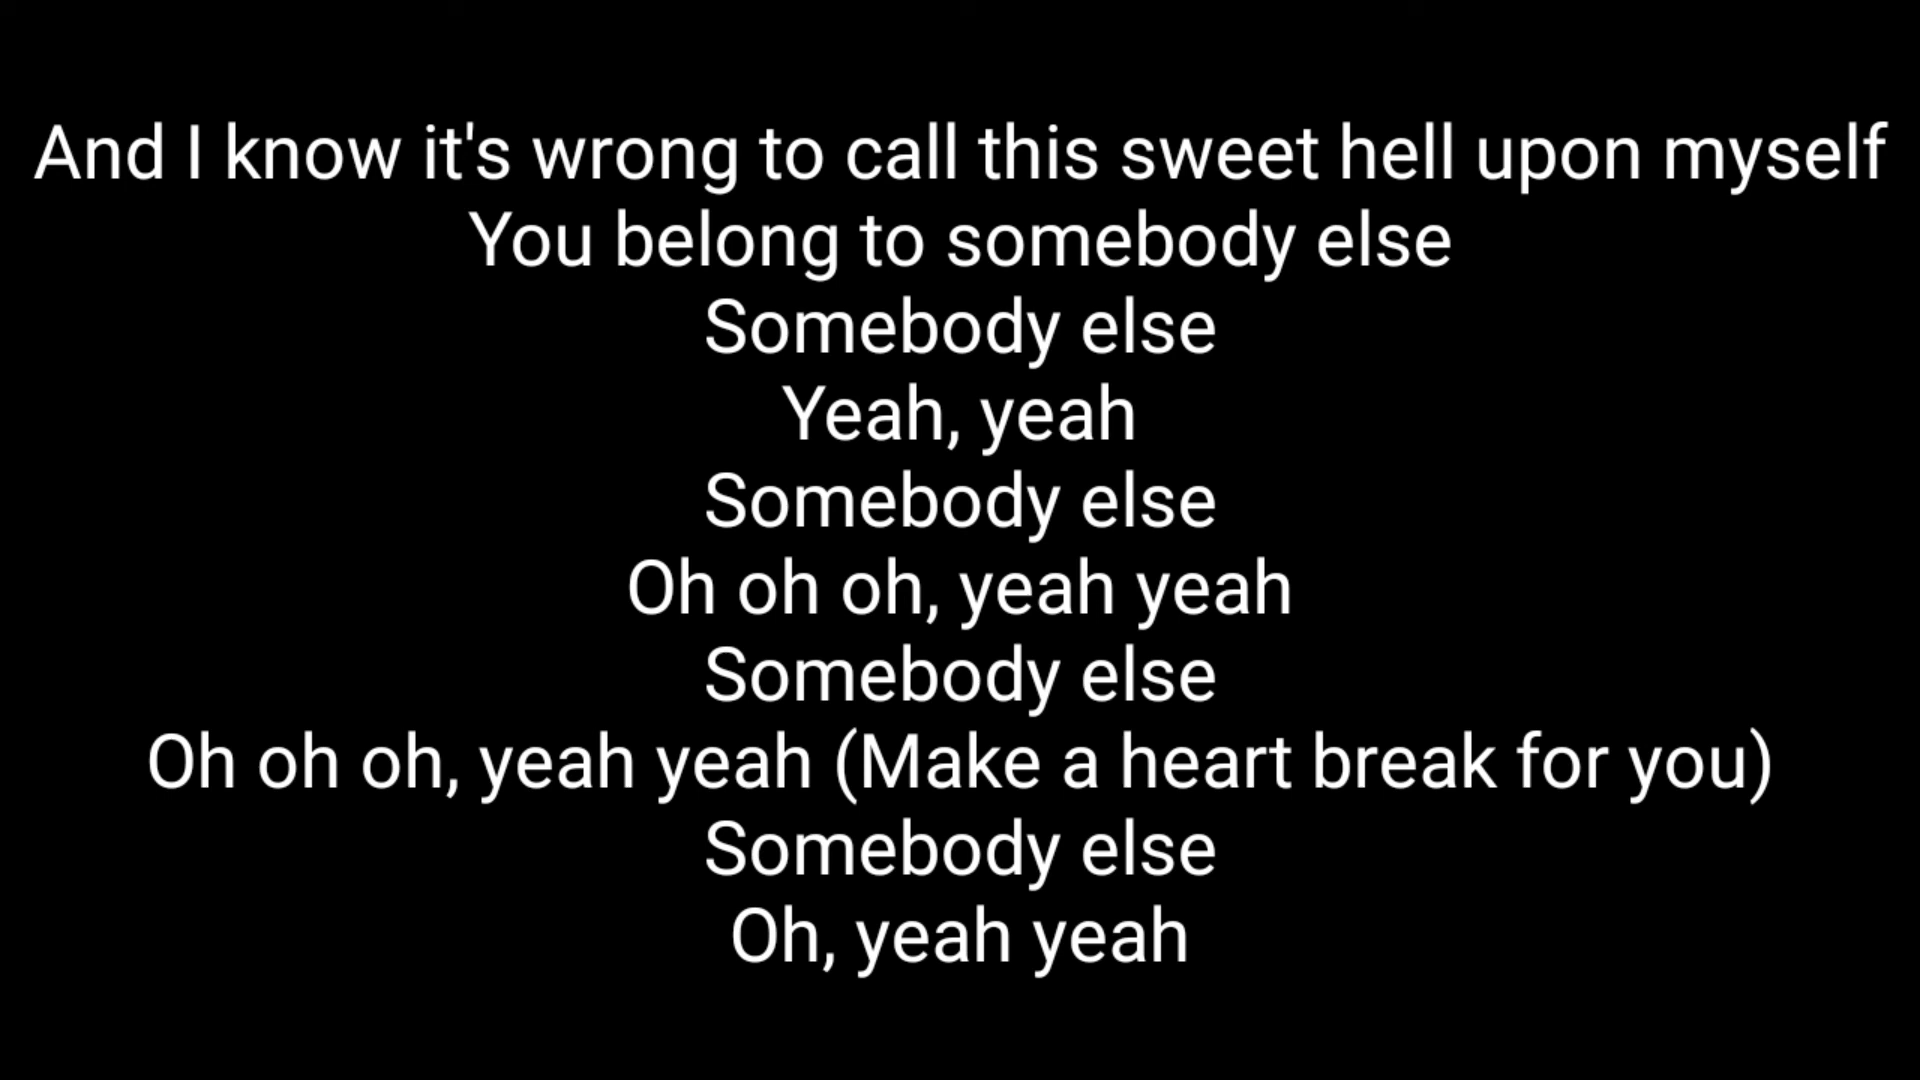 And I know it's wrong to call this sweet hell upon myself
You belong to somebody else
Somebody else
Yeah, yeah
Somebody else
Oh oh oh, yeah yeah
Somebody else
Oh oh oh, yeah yeah (Make a heart break for you)
Somebody else
Oh, yeah yeah